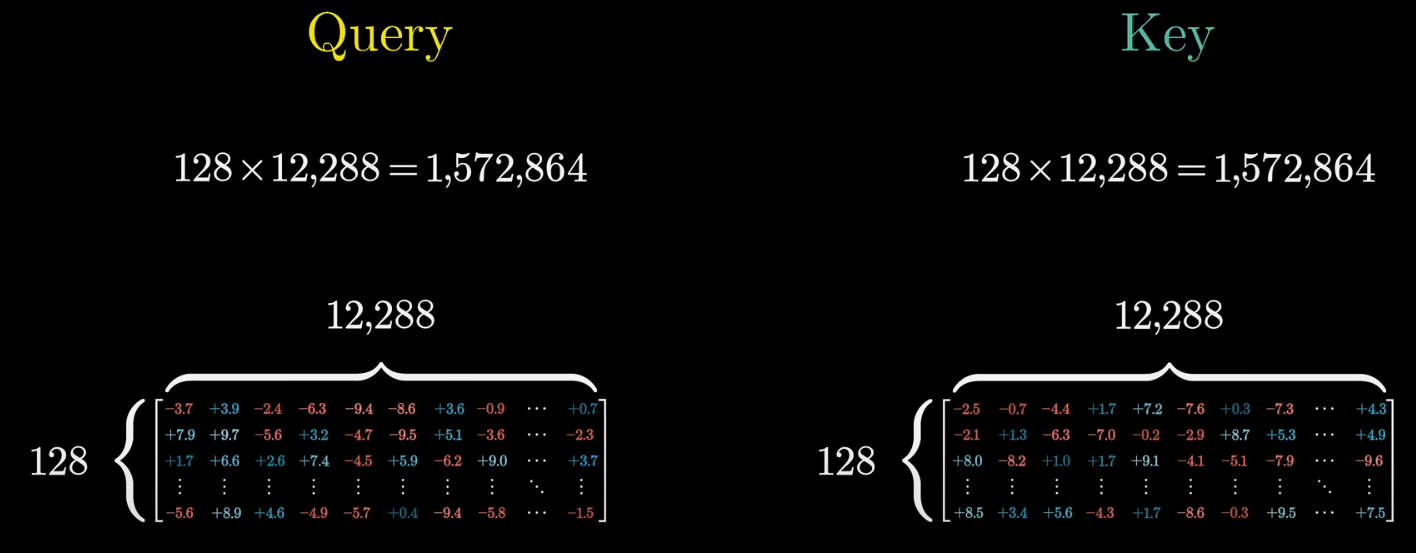 Query
Key
128 × 12,288 = 1,572,864
128 × 12,288 = 1,572,864
12,288
12,288
128
−3.7 +3.9 −2.4 −6.3 −9.4 −8.6 +3.6 −0.9 ⋯ +0.7
+7.9 +9.7 −5.6 +3.2 −4.7 −9.5 +5.1 −3.6 ⋯ −2.3
+1.7 +6.6 +2.6 +7.4 −4.5 +5.9 −6.2 +9.0 ⋯ +3.7
⋮ ⋮ ⋮ ⋮ ⋮ ⋮ ⋮ ⋮ ⋱ ⋮
−5.6 +8.9 +4.6 −4.9 −5.7 +0.4 −9.4 −5.8 ⋯ −1.5
128
−2.5 −0.7 −4.4 +1.7 +7.2 −7.6 +0.3 −7.3 ⋯ +4.3
−2.1 +1.3 −6.3 −7.0 −0.2 −2.9 +8.7 +5.3 ⋯ +4.9
+8.0 −8.2 +1.0 +1.7 +9.1 −4.1 −5.1 −7.9 ⋯ −9.6
⋮ ⋮ ⋮ ⋮ ⋮ ⋮ ⋮ ⋮ ⋱ ⋮
+8.5 +3.4 +5.6 −4.3 +1.7 −8.6 −0.3 +9.5 ⋯ +7.5